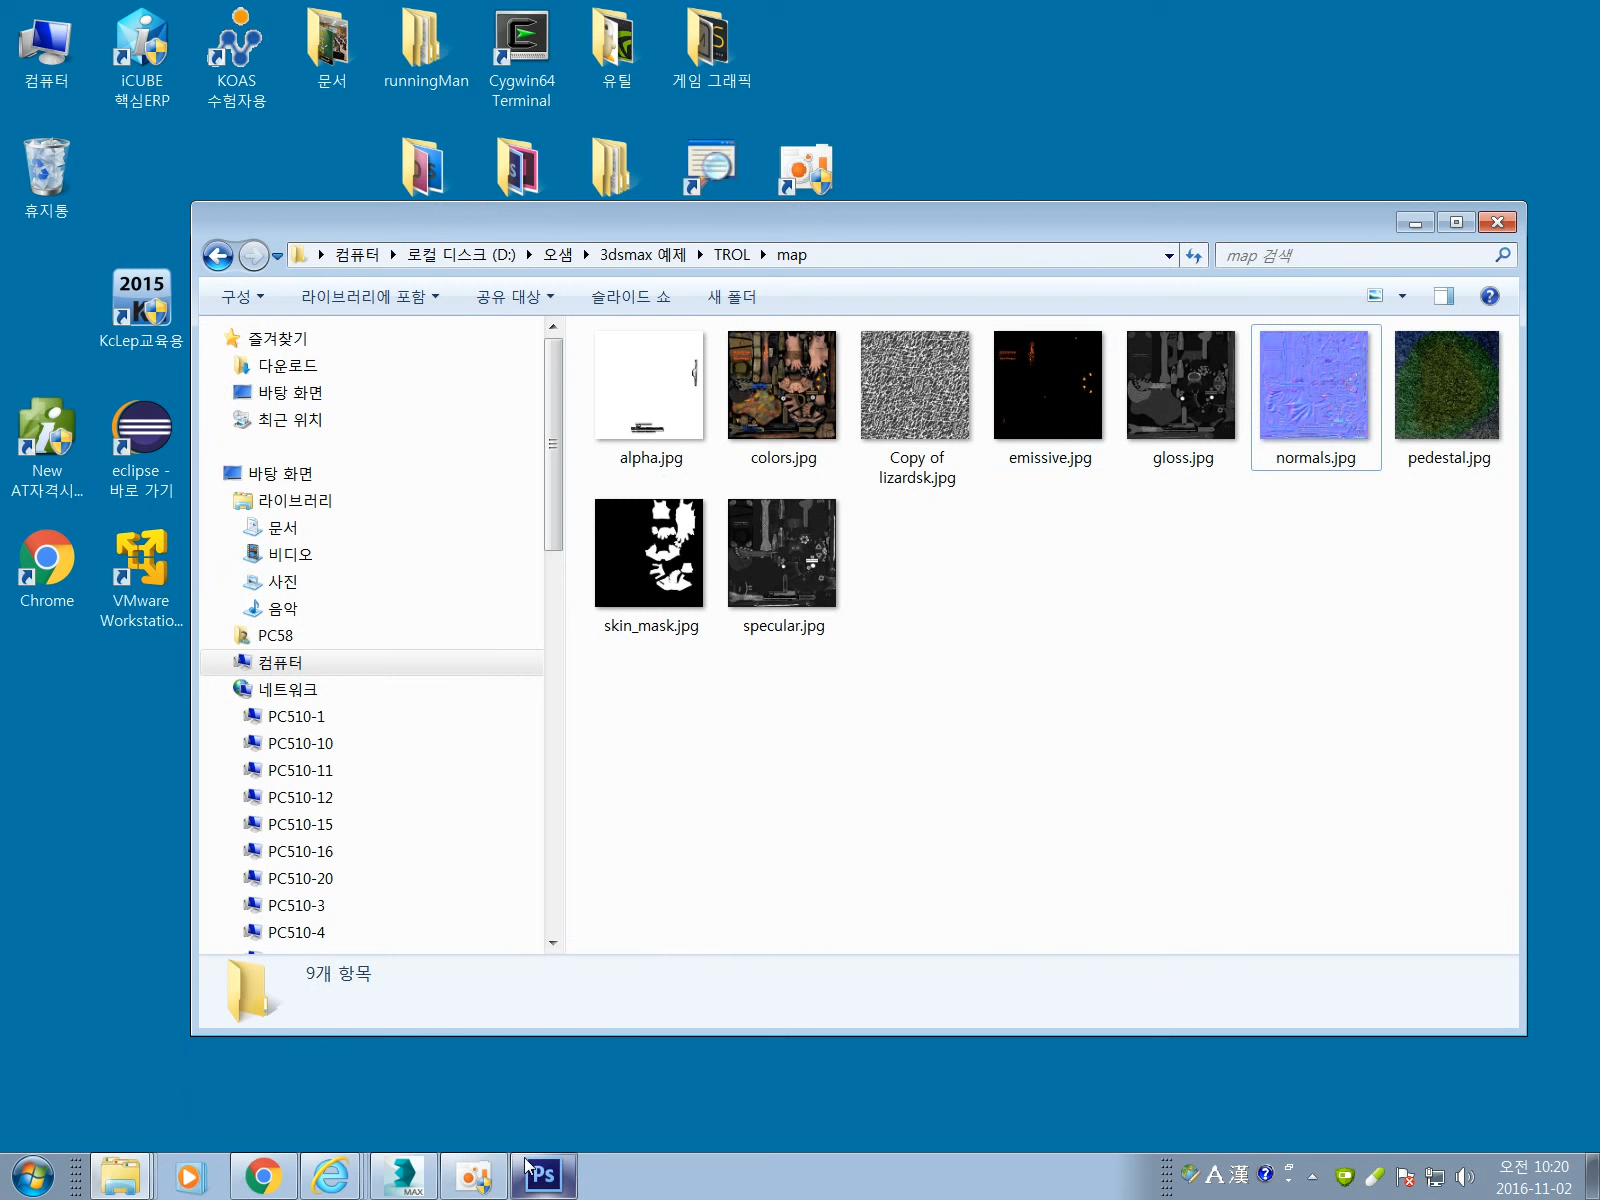 컴퓨터
iCUBE
핵심ERP
KOAS
수험자용
문서
runningMan
Cygwin64
Terminal
유틸
게임 그래픽
휴지통
2015
KcLep교육용
New
AT자격시...
eclipse -
바로 가기
Chrome
VMware
Workstatio...
컴퓨터
로컬 디스크 (D:)
오샘
3dsmax 예제
TROL
map
map 검색
구성
라이브러리에 포함
공유 대상
슬라이드 쇼
새 폴더
즐겨찾기
다운로드
바탕 화면
최근 위치
바탕 화면
라이브러리
문서
비디오
사진
음악
PC58
컴퓨터
네트워크
PC510-1
PC510-10
PC510-11
PC510-12
PC510-15
PC510-16
PC510-20
PC510-3
PC510-4
alpha.jpg
colors.jpg
Copy of
lizardsk.jpg
emissive.jpg
gloss.jpg
normals.jpg
pedestal.jpg
skin_mask.jpg
specular.jpg
9개 항목
MAX
Ps
A 漢
오전 10:20
2016-11-02